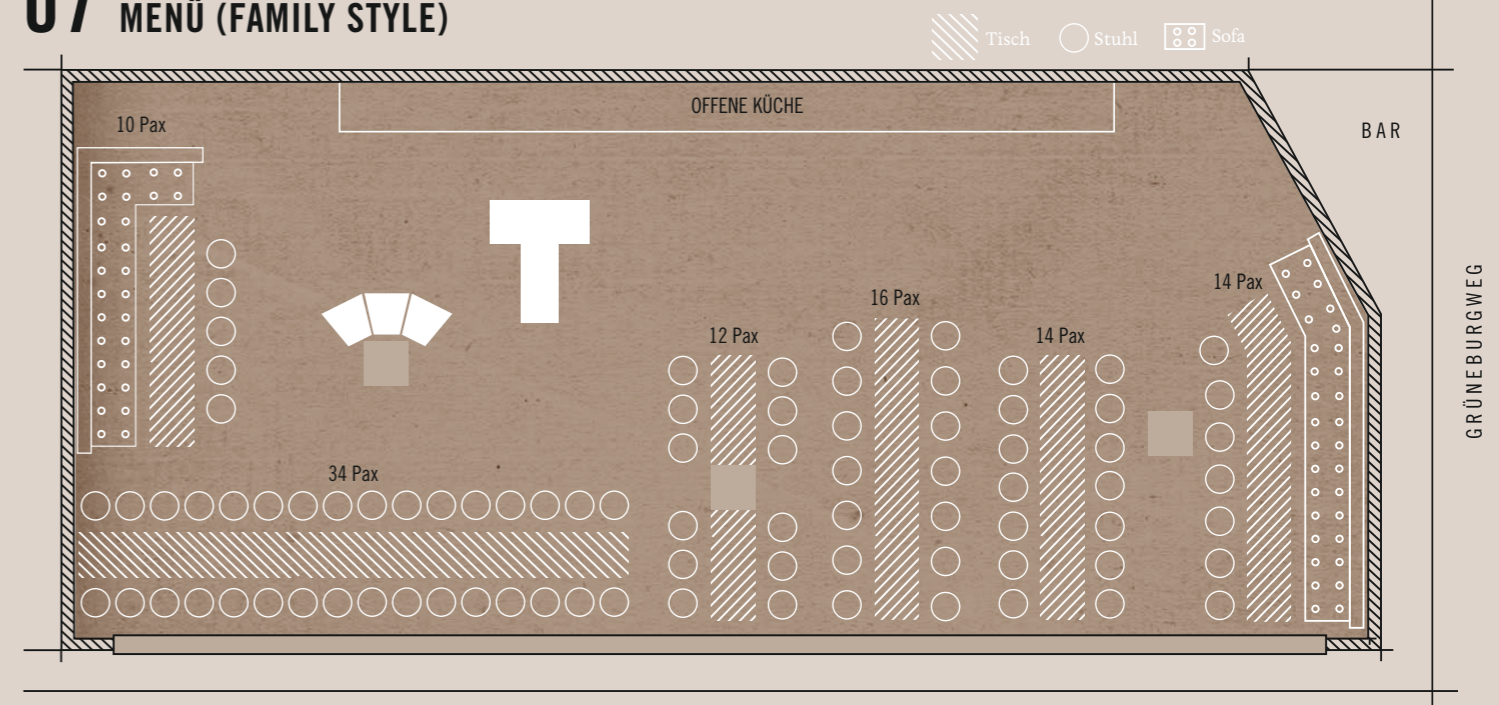 07 MENÜ (FAMILY STYLE)
Tisch Stuhl Sofa
OFFENE KÜCHE
BAR
10 Pax
14 Pax
16 Pax
12 Pax
14 Pax
34 Pax
GRÜNEBURGWEG